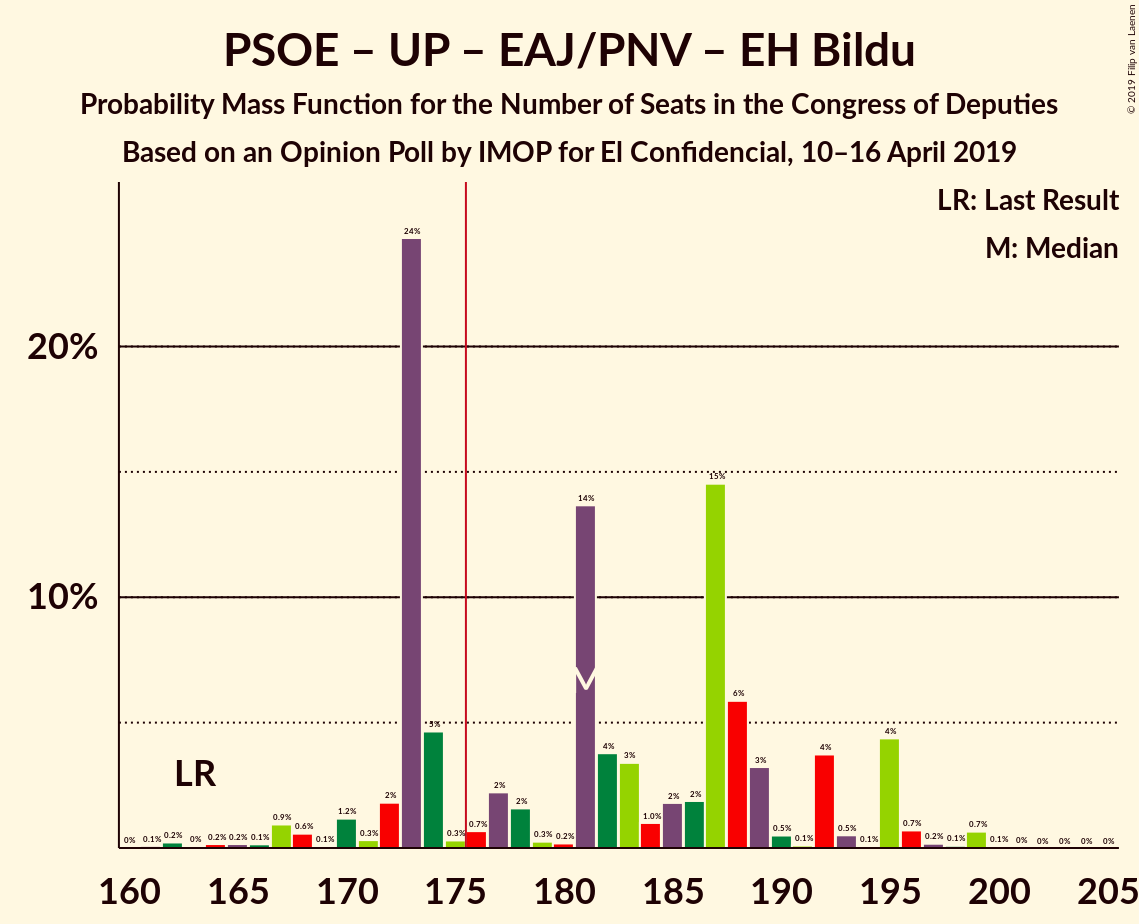 PSOE – UP – EAJ/PNV – EH Bildu
Probability Mass Function for the Number of Seats in the Congress of Deputies
Based on an Opinion Poll by IMOP for El Confidencial, 10–16 April 2019
© 2019 Filip van Laenen
LR: Last Result
M: Median
20%
10%
LR
0% 0.1% 0.2% 0% 0.2% 0.2% 0.1% 0.9% 0.6% 0.1% 1.2% 0.3% 2% 24% 5% 0.3% 0.7% 2% 2% 0.3% 0.2% 14% 4% 3% 1.0% 2% 2% 15% 6% 3% 0.5% 0.1% 4% 0.5% 0.1% 4% 0.7% 0.2% 0.1% 0.7% 0.1% 0% 0% 0% 0% 0%
160 165 170 175 180 185 190 195 200 205